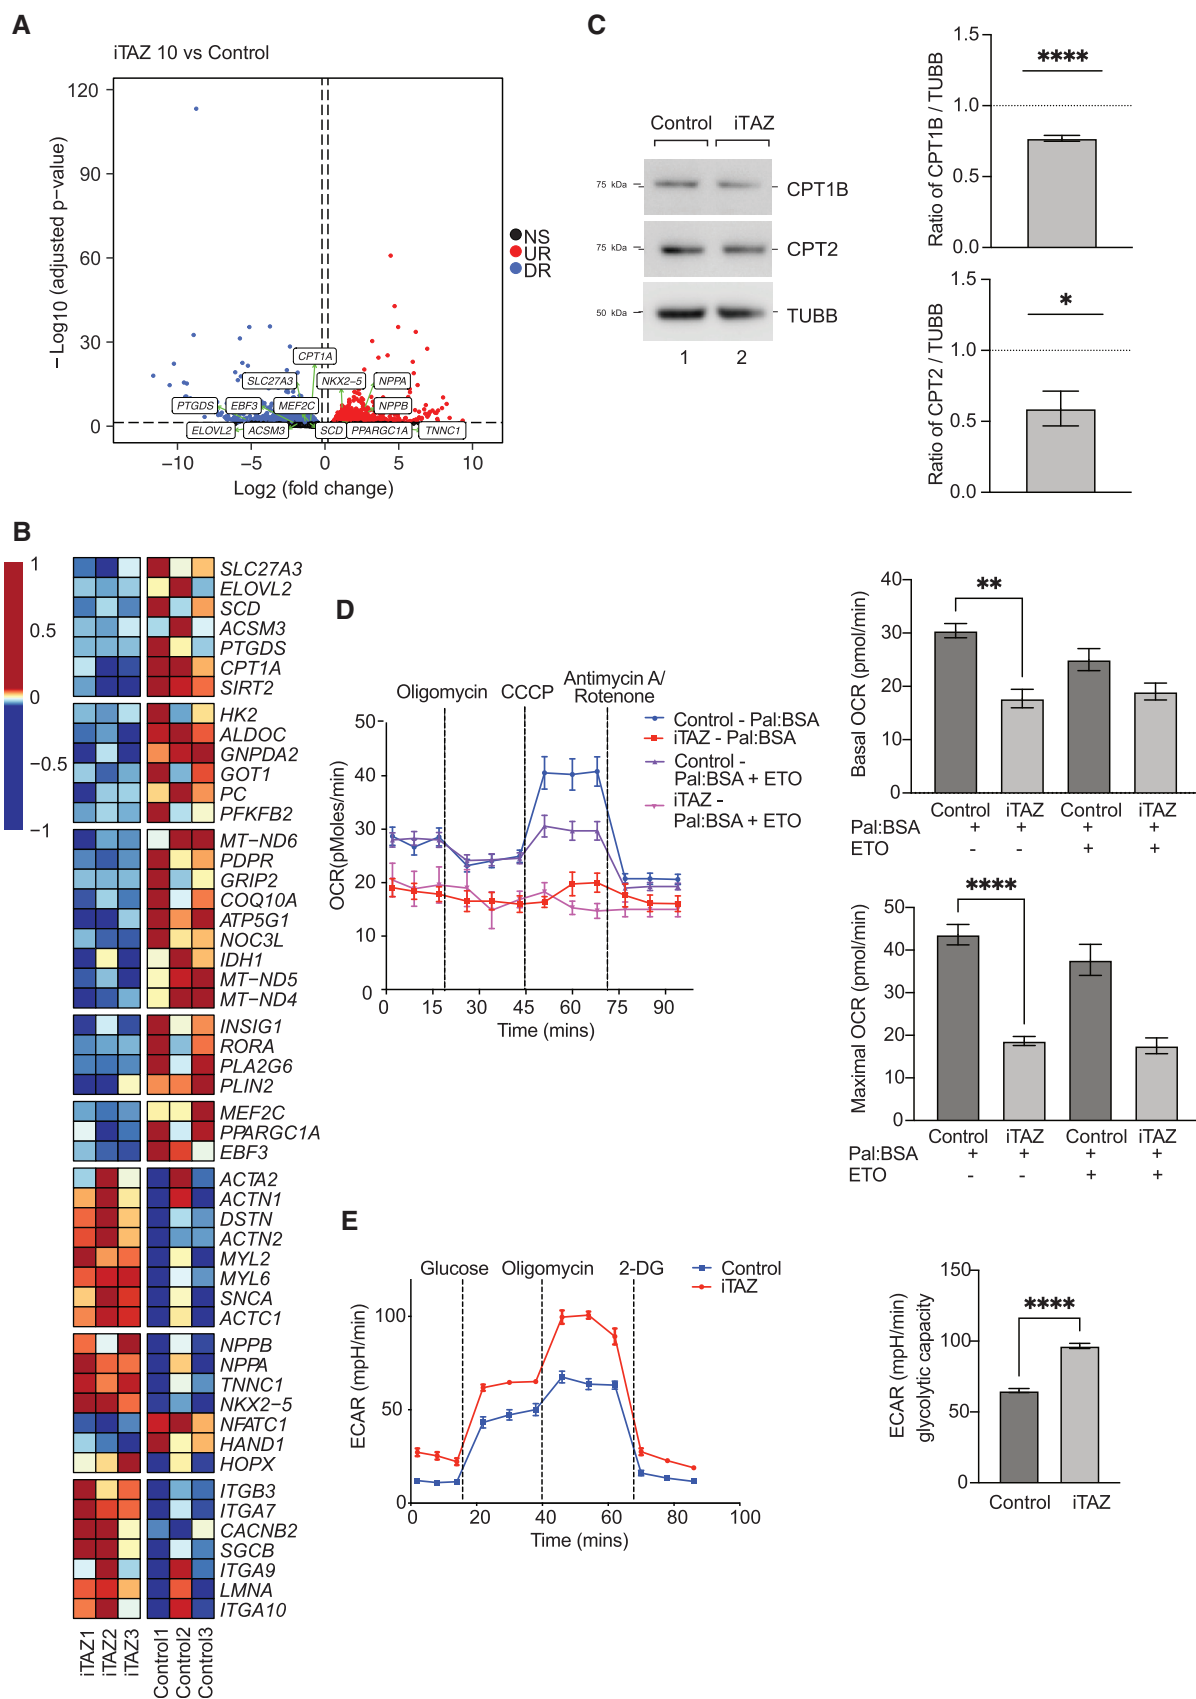 A
iTAZ 10 vs Control
−Log10 (adjusted p−value)
120
90
60
30
0
NS
UR
DR
CPT1A
SLC27A3
NKX2−5
NPPA
PTGDS
EBF3
MEF2C
NPPB
ELOVL2
ACSM3
SCD
PPARGC1A
TNNC1
−10
−5
0
5
10
Log2 (fold change)
C
Control
iTAZ
75 kDa
CPT1B
75 kDa
CPT2
50 kDa
TUBB
1
2
Ratio of CPT1B / TUBB
1.5
1.0
0.5
0.0
****
Ratio of CPT2 / TUBB
1.5
1.0
0.5
0.0
*
B
1
0.5
0
−0.5
−1
SLC27A3
ELOVL2
SCD
ACSM3
PTGDS
CPT1A
SIRT2
HK2
ALDOC
GNPDA2
GOT1
PC
PFKFB2
MT−ND6
PDPR
GRIP2
COQ10A
ATP5G1
NOC3L
IDH1
MT−ND5
MT−ND4
INSIG1
RORA
PLA2G6
PLIN2
MEF2C
PPARGC1A
EBF3
ACTA2
ACTN1
DSTN
ACTN2
MYL2
MYL6
SNCA
ACTC1
NPPB
NPPA
TNNC1
NKX2−5
NFATC1
HAND1
HOPX
ITGB3
ITGA7
CACNB2
SGCB
ITGA9
LMNA
ITGA10
iTAZ1
iTAZ2
iTAZ3
Control1
Control2
Control3
D
Oligomycin
CCCP
Antimycin A/
Rotenone
OCR(pMoles/min)
50
40
30
20
10
0
0
15
30
45
60
75
90
Time (mins)
Control - Pal:BSA
iTAZ - Pal:BSA
Control -
Pal:BSA + ETO
iTAZ -
Pal:BSA + ETO
Basal OCR (pmol/min)
40
30
20
10
0
**
Control iTAZ Control iTAZ
Pal:BSA + + + +
ETO - - + +
Maximal OCR (pmol/min)
50
40
30
20
10
0
****
Control iTAZ Control iTAZ
Pal:BSA + + + +
ETO - - + +
E
Glucose
Oligomycin
2-DG
Control
iTAZ
ECAR (mpH/min)
100
50
0
0
20
40
60
80
100
Time (mins)
ECAR (mpH/min)
glycolytic capacity
150
100
50
0
****
Control
iTAZ